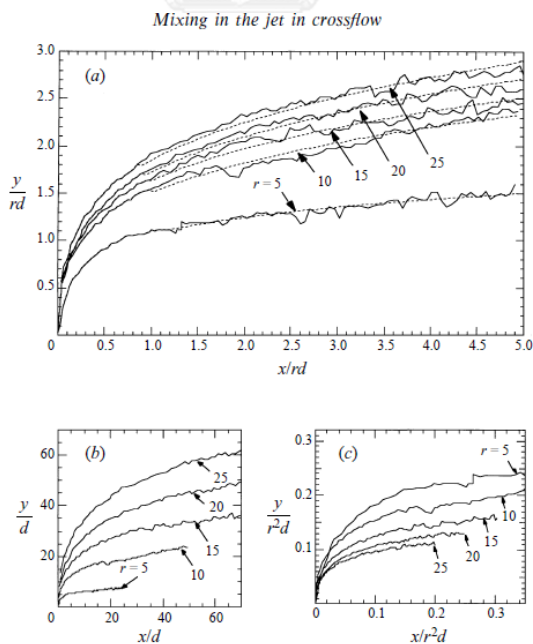 Mixing in the jet in crossflow
(a)
y
rd
3.0
2.5
2.0
1.5
1.0
0.5
0
0.5
1.0
1.5
2.0
2.5
3.0
3.5
4.0
4.5
5.0
x/rd
r = 5
10
15
20
25
(b)
y
d
60
40
20
0
20
40
60
x/d
25
20
15
10
r = 5
(c)
y
r²d
0.3
0.2
0.1
0
0.1
0.2
0.3
x/r²d
r = 5
10
15
20
25